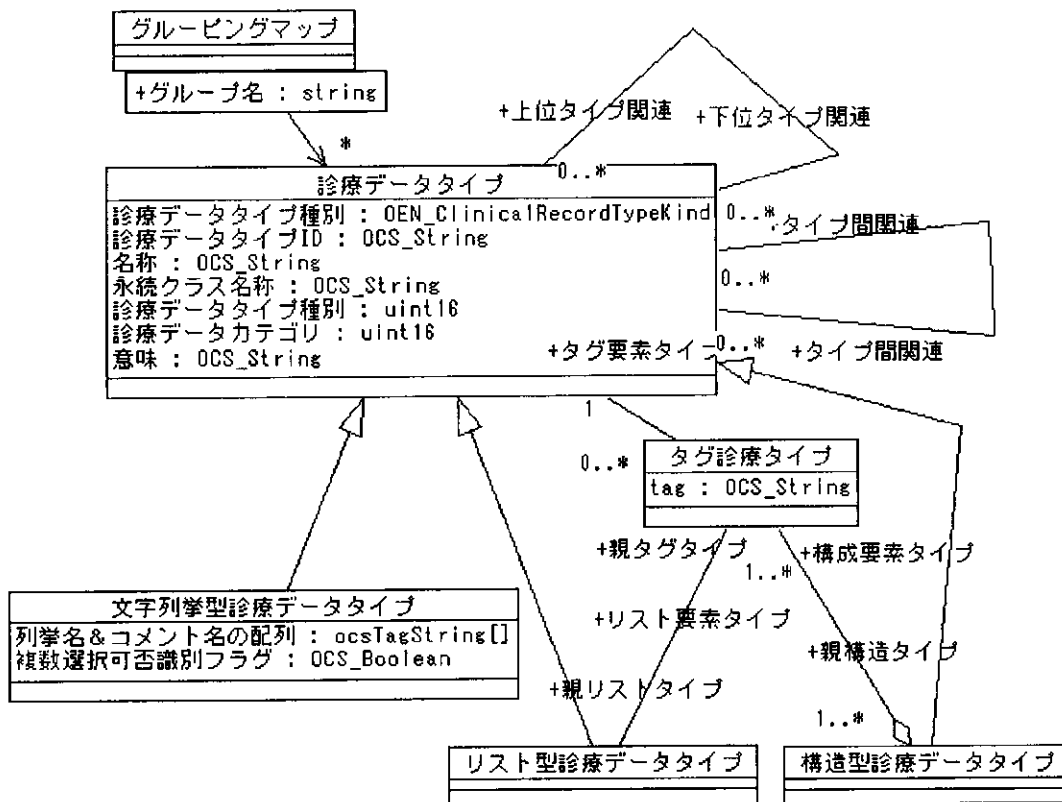 グルーピングマップ
+グループ名 : string
*
+上位タイプ関連
+下位タイプ関連
0..*
診療データタイプ
診療データタイプ種別 : OEN_ClinicalRecordTypeKind
診療データタイプID : OCS_String
名称 : OCS_String
永続クラス名称 : OCS_String
診療データタイプ種別 : uint16
診療データカテゴリ : uint16
意味 : OCS_String
0..*
タイプ間関連
0..*
+タグ要素タイ
0..*
+タイプ間関連
1
0..*
タグ診療タイプ
tag : OCS_String
+親タグタイプ
+構成要素タイプ
1..*
文字列挙型診療データタイプ
列挙名&コメント名の配列 : ocsTagString[]
複数選択可否識別フラグ : OCS_Boolean
+リスト要素タイプ
+親構造タイプ
+親リストタイプ
1..*
リスト型診療データタイプ
構造型診療データタイプ